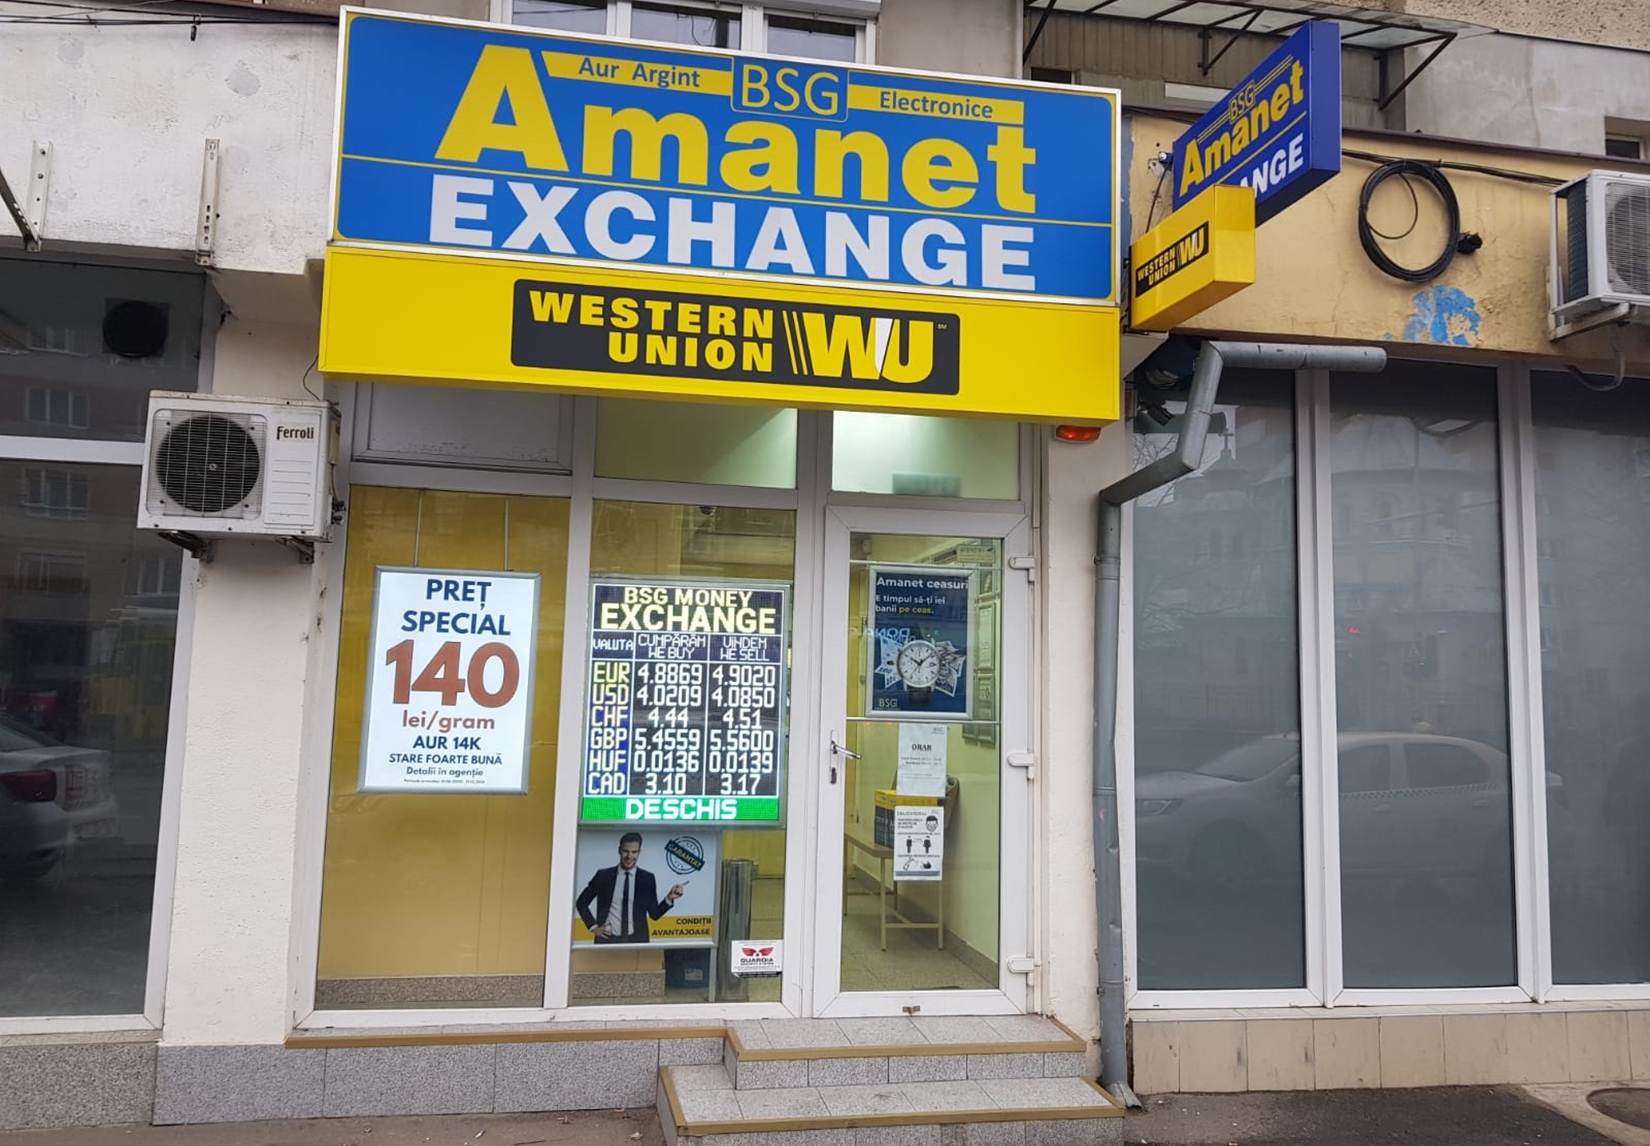 Aur Argint BSG Electronice
Amanet
EXCHANGE
WESTERN
UNION WU
BSG
Amanet
ANGE
WESTERN
UNION WU
Ferroli
PREȚ
SPECIAL
140
lei/gram
AUR 14K
STARE FOARTE BUNĂ
Detalii în agenție
BSG MONEY
EXCHANGE
VALUTA CUMPĂRĂM VINDEM
WE BUY WE SELL
EUR 4.8869 4.9020
USD 4.0209 4.0850
CHF 4.44 4.51
GBP 5.4559 5.5600
HUF 0.0136 0.0139
CAD 3.10 3.17
DESCHIS
GARANTAT
CONDIȚII
AVANTAJOASE
GUARDIA
Amanet ceasuri
E timpul să-ți iei
banii pe ceas.
BSG
ORAR